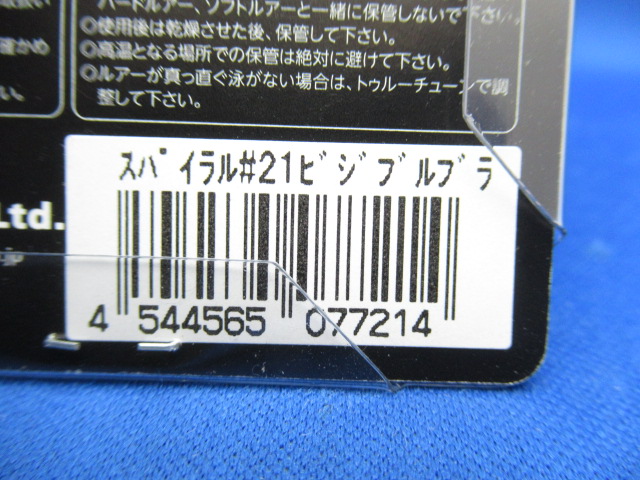 ハードルアー、ソフトルアーと一緒に保管しないで下さい。
◎使用後は乾燥させた後、保管して下さい。
◎高温となる場所での保管は絶対に避けて下さい。
◎ルアーが真っ直ぐ泳がない場合は、トゥルーチューンで調
整して下さい。
確かめ
い。
スパイラル#21ビジブルブラ
Ltd.
.jp
4 544565 077214